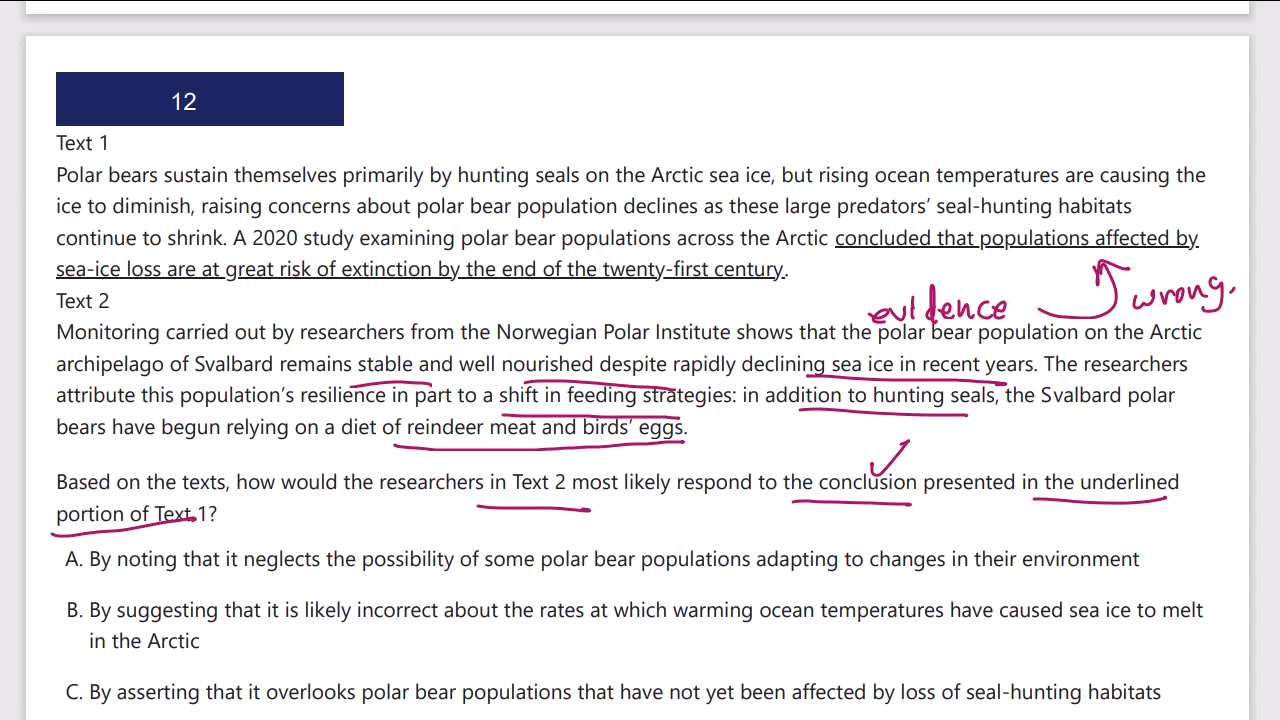 12
Text 1
Polar bears sustain themselves primarily by hunting seals on the Arctic sea ice, but rising ocean temperatures are causing the
ice to diminish, raising concerns about polar bear population declines as these large predators’ seal-hunting habitats
continue to shrink. A 2020 study examining polar bear populations across the Arctic concluded that populations affected by
sea-ice loss are at great risk of extinction by the end of the twenty-first century.
Text 2
evidence wrong.
Monitoring carried out by researchers from the Norwegian Polar Institute shows that the polar bear population on the Arctic
archipelago of Svalbard remains stable and well nourished despite rapidly declining sea ice in recent years. The researchers
attribute this population’s resilience in part to a shift in feeding strategies: in addition to hunting seals, the Svalbard polar
bears have begun relying on a diet of reindeer meat and birds’ eggs.
Based on the texts, how would the researchers in Text 2 most likely respond to the conclusion presented in the underlined
portion of Text 1?
A. By noting that it neglects the possibility of some polar bear populations adapting to changes in their environment
B. By suggesting that it is likely incorrect about the rates at which warming ocean temperatures have caused sea ice to melt
in the Arctic
C. By asserting that it overlooks polar bear populations that have not yet been affected by loss of seal-hunting habitats